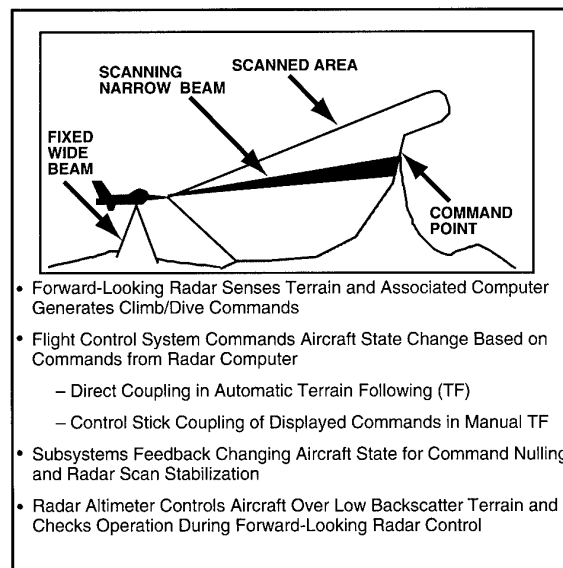 SCANNING
NARROW BEAM
SCANNED AREA
FIXED
WIDE
BEAM
COMMAND
POINT
• Forward-Looking Radar Senses Terrain and Associated Computer
Generates Climb/Dive Commands
• Flight Control System Commands Aircraft State Change Based on
Commands from Radar Computer
– Direct Coupling in Automatic Terrain Following (TF)
– Control Stick Coupling of Displayed Commands in Manual TF
• Subsystems Feedback Changing Aircraft State for Command Nulling
and Radar Scan Stabilization
• Radar Altimeter Controls Aircraft Over Low Backscatter Terrain and
Checks Operation During Forward-Looking Radar Control